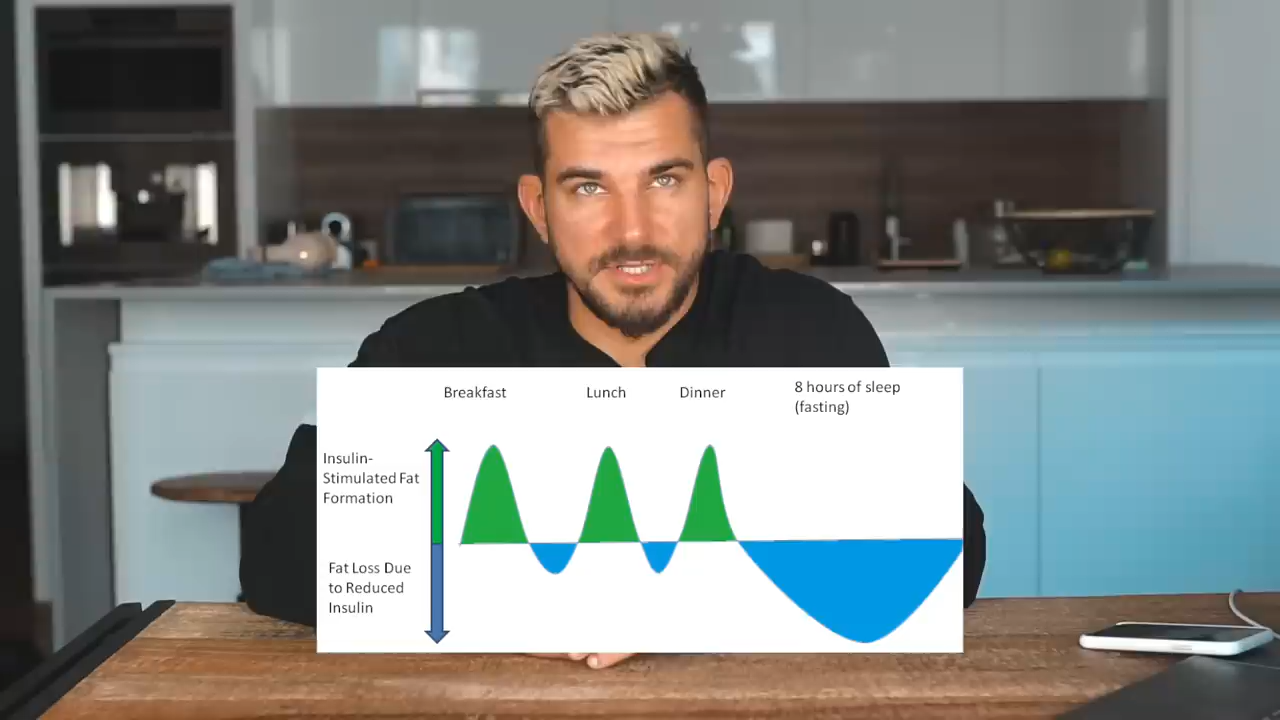 Breakfast
Lunch
Dinner
8 hours of sleep
(fasting)
Insulin-
Stimulated Fat
Formation
Fat Loss Due
to Reduced
Insulin